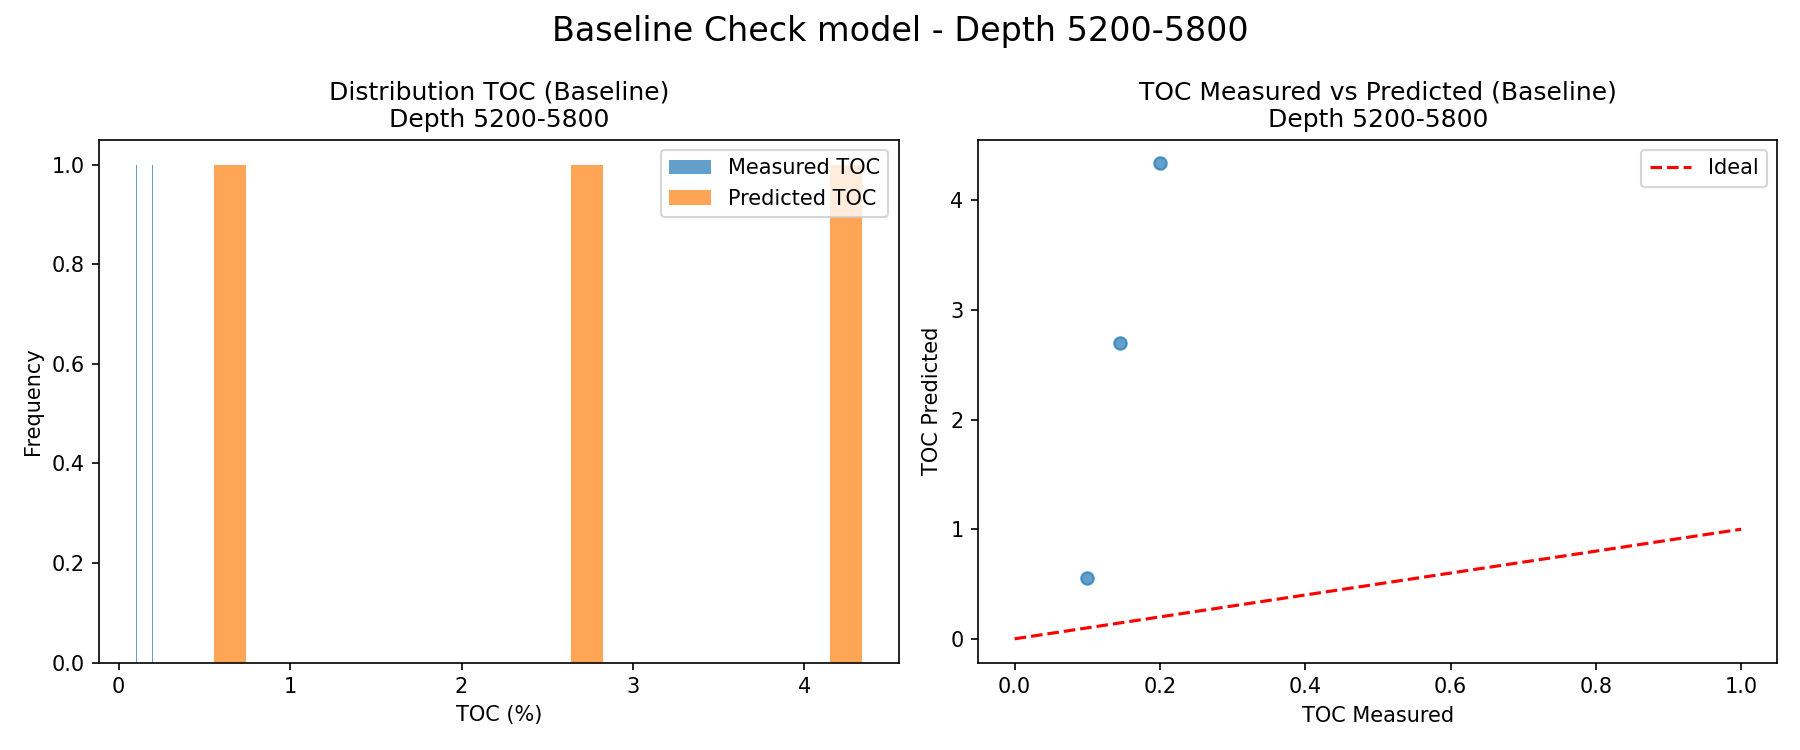 Baseline Check model - Depth 5200-5800
Distribution TOC (Baseline)
Depth 5200-5800
Measured TOC
Predicted TOC
1.0
0.8
0.6
0.4
0.2
0.0
Frequency
0 1 2 3 4
TOC (%)
TOC Measured vs Predicted (Baseline)
Depth 5200-5800
Ideal
4
3
2
1
0
TOC Predicted
0.0 0.2 0.4 0.6 0.8 1.0
TOC Measured